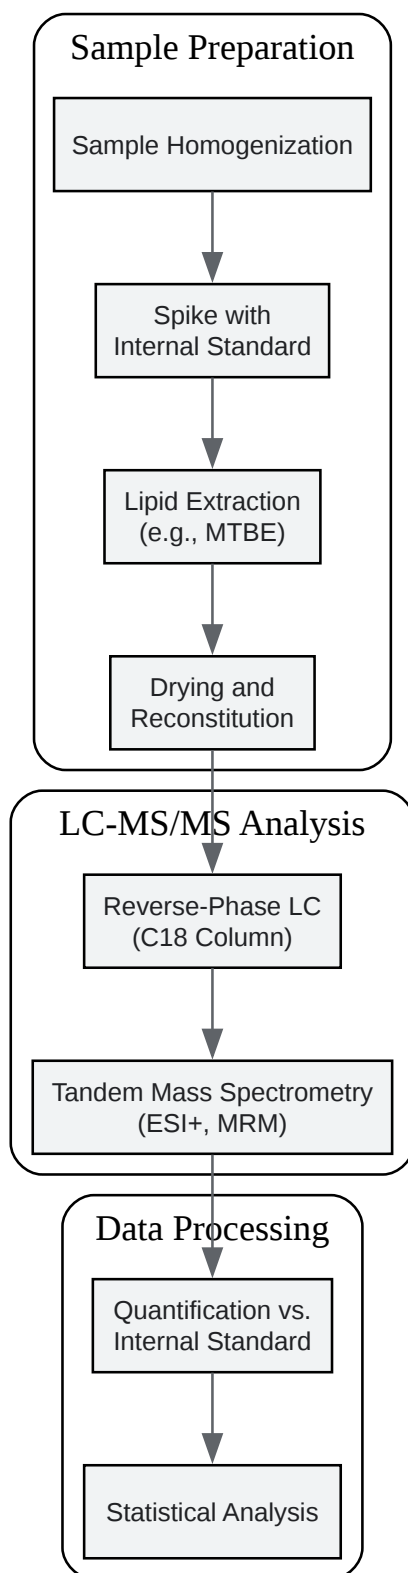 Sample Preparation
Sample Homogenization
Spike with
Internal Standard
Lipid Extraction
(e.g., MTBE)
Drying and
Reconstitution
LC-MS/MS Analysis
Reverse-Phase LC
(C18 Column)
Tandem Mass Spectrometry
(ESI+, MRM)
Data Processing
Quantification vs.
Internal Standard
Statistical Analysis